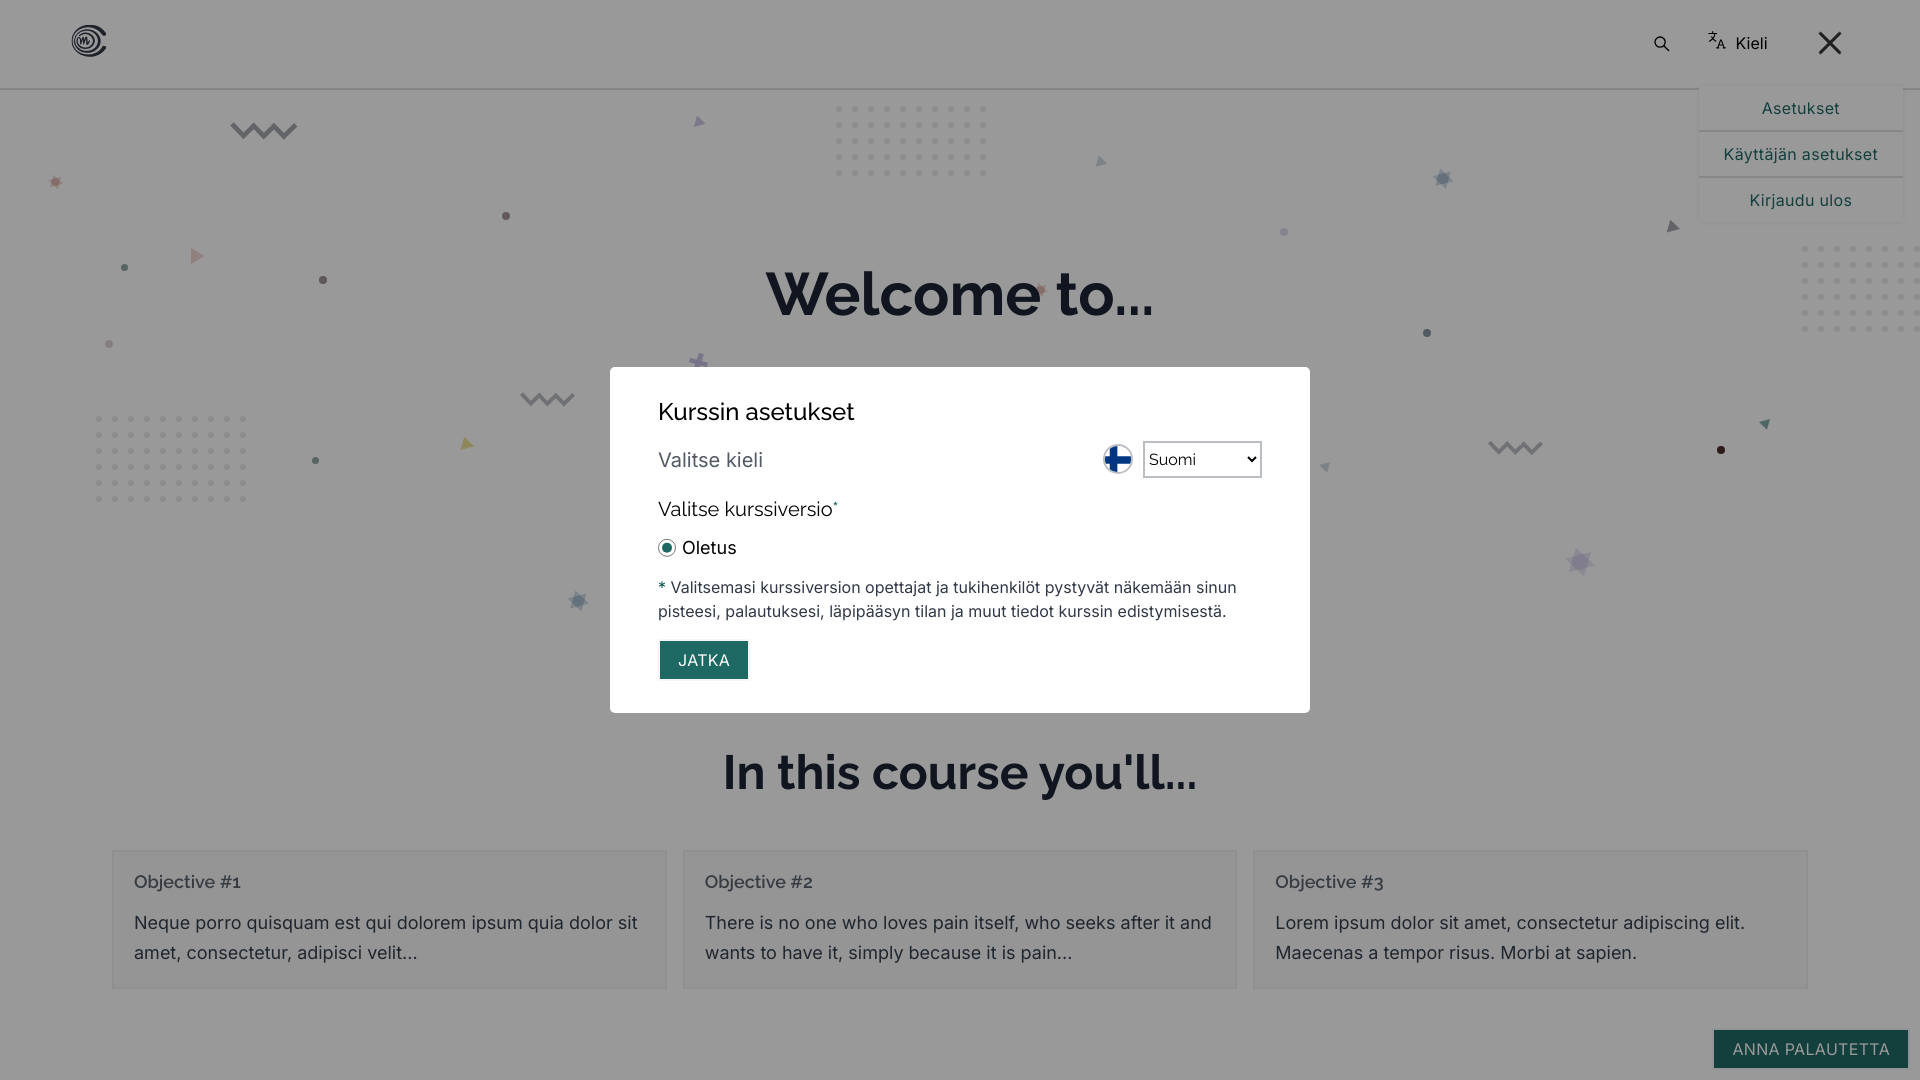 Kieli
Asetukset
Käyttäjän asetukset
Kirjaudu ulos
Welcome to...
Kurssin asetukset
Valitse kieli
Suomi
Valitse kurssiversio*
Oletus
* Valitsemasi kurssiversion opettajat ja tukihenkilöt pystyvät näkemään sinun
pisteesi, palautuksesi, läpipääsyn tilan ja muut tiedot kurssin edistymisestä.
JATKA
In this course you'll...
Objective #1
Neque porro quisquam est qui dolorem ipsum quia dolor sit
amet, consectetur, adipisci velit...
Objective #2
There is no one who loves pain itself, who seeks after it and
wants to have it, simply because it is pain...
Objective #3
Lorem ipsum dolor sit amet, consectetur adipiscing elit.
Maecenas a tempor risus. Morbi at sapien.
ANNA PALAUTETTA